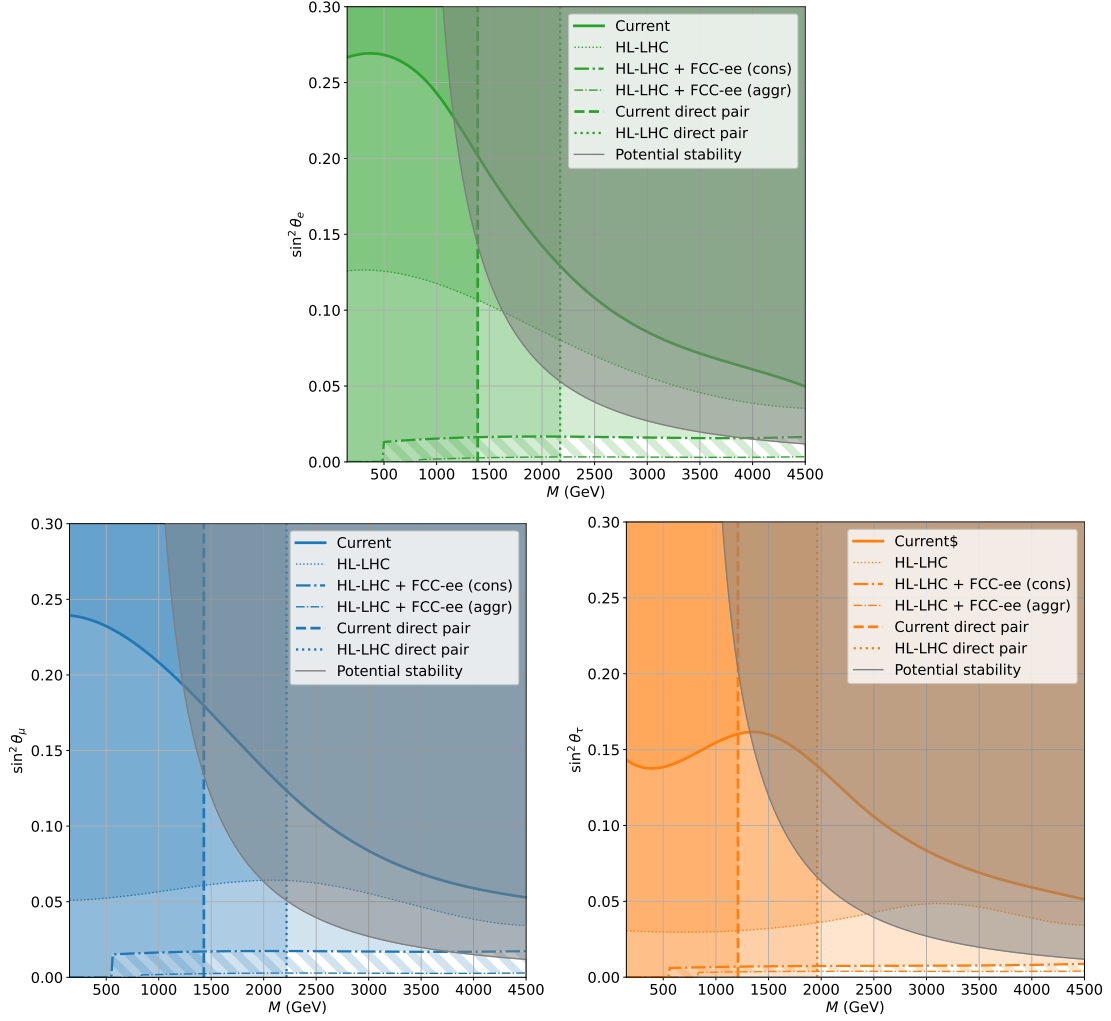 0.30
0.25
0.20
0.15
0.10
0.05
0.00
sin² θₑ
Current
HL-LHC
HL-LHC + FCC-ee (cons)
HL-LHC + FCC-ee (aggr)
Current direct pair
HL-LHC direct pair
Potential stability
500 1000 1500 2000 2500 3000 3500 4000 4500
M (GeV)
0.30
0.25
0.20
0.15
0.10
0.05
0.00
sin² θ_μ
Current
HL-LHC
HL-LHC + FCC-ee (cons)
HL-LHC + FCC-ee (aggr)
Current direct pair
HL-LHC direct pair
Potential stability
500 1000 1500 2000 2500 3000 3500 4000 4500
M (GeV)
0.30
0.25
0.20
0.15
0.10
0.05
0.00
sin² θ_τ
Current$
HL-LHC
HL-LHC + FCC-ee (cons)
HL-LHC + FCC-ee (aggr)
Current direct pair
HL-LHC direct pair
Potential stability
500 1000 1500 2000 2500 3000 3500 4000 4500
M (GeV)